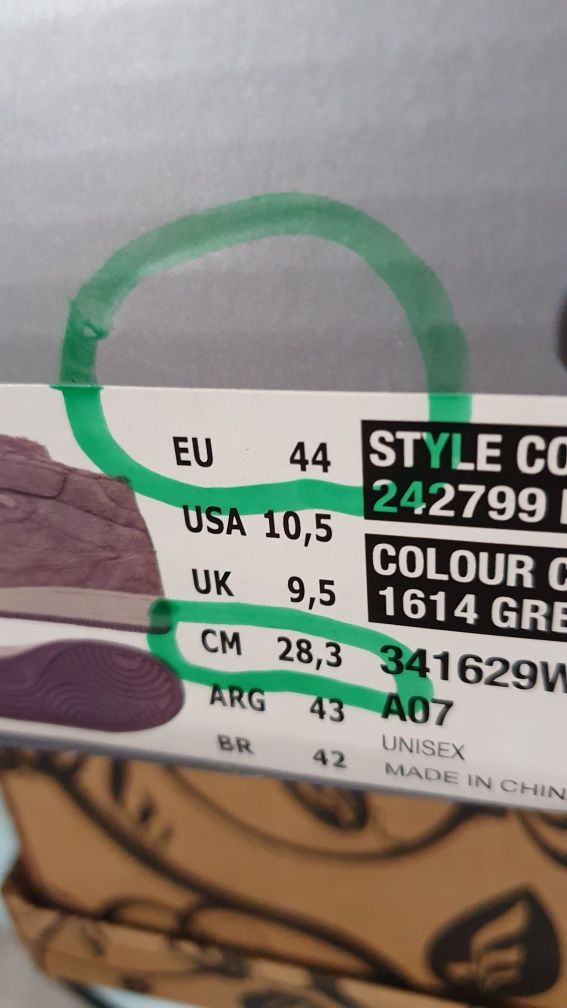 EU 44
USA 10,5
UK 9,5
CM 28,3
ARG 43
BR 42
STYLE CO
242799
COLOUR C
1614 GRE
341629W
A07
UNISEX
MADE IN CHIN